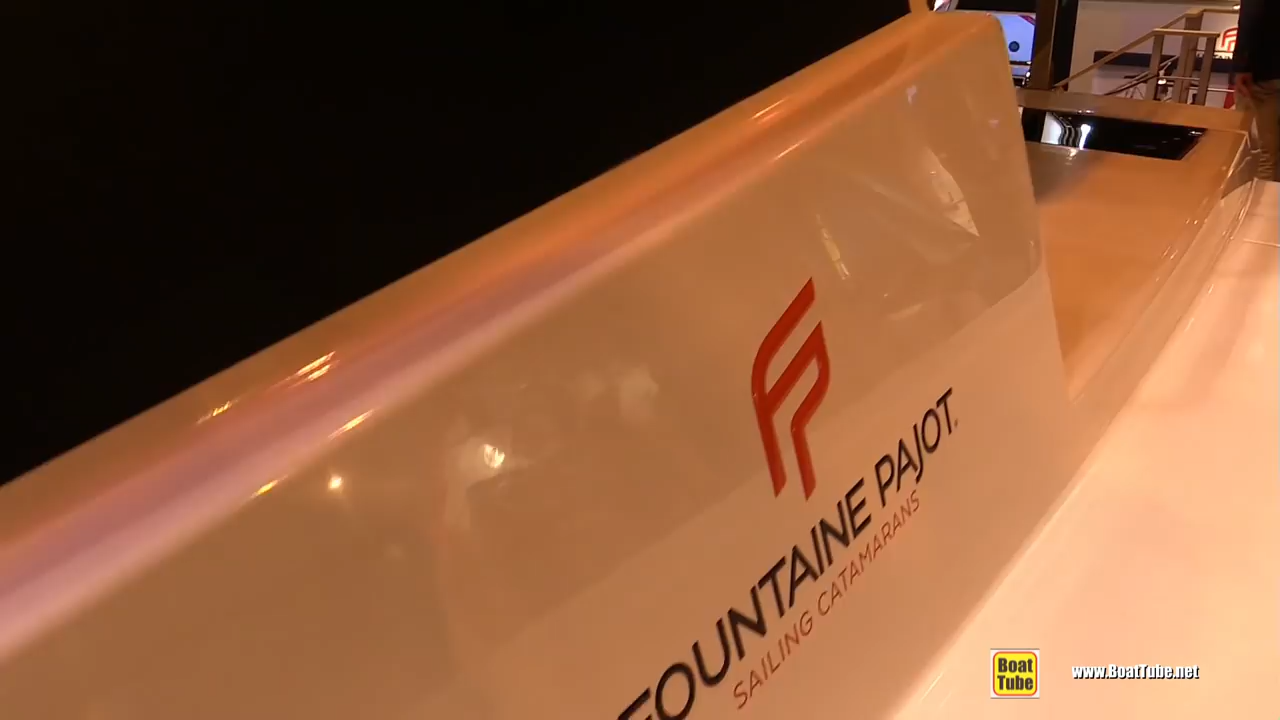 FOUNTAINE PAJOT.
SAILING CATAMARANS
Boat
Tube
www.BoatTube.net